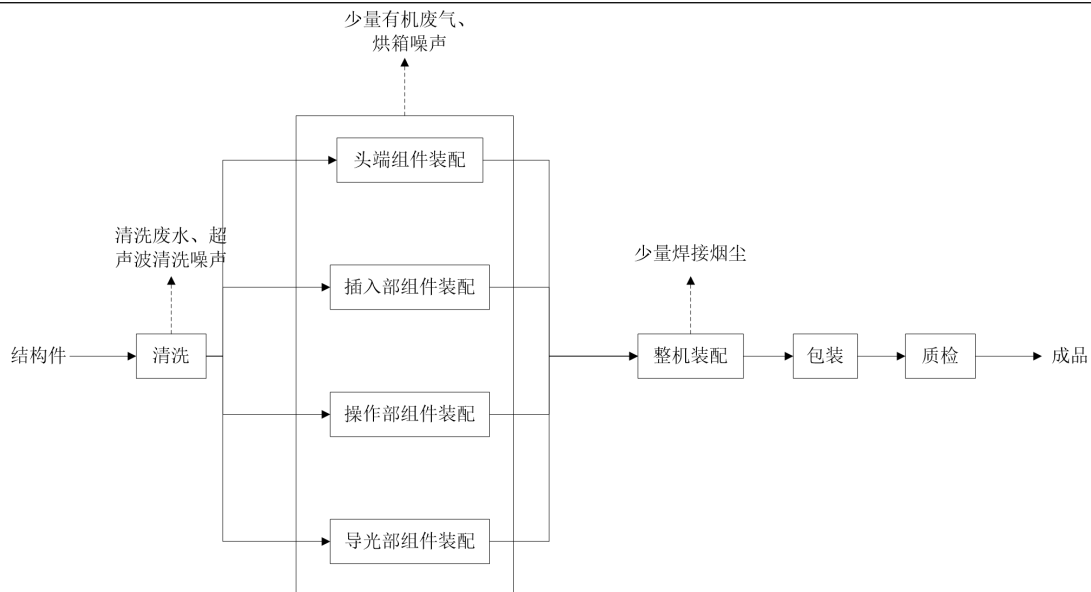 少量有机废气、
烘箱噪声
头端组件装配
清洗废水、超
声波清洗噪声
插入部组件装配
少量焊接烟尘
结构件
清洗
整机装配
包装
质检
成品
操作部组件装配
导光部组件装配